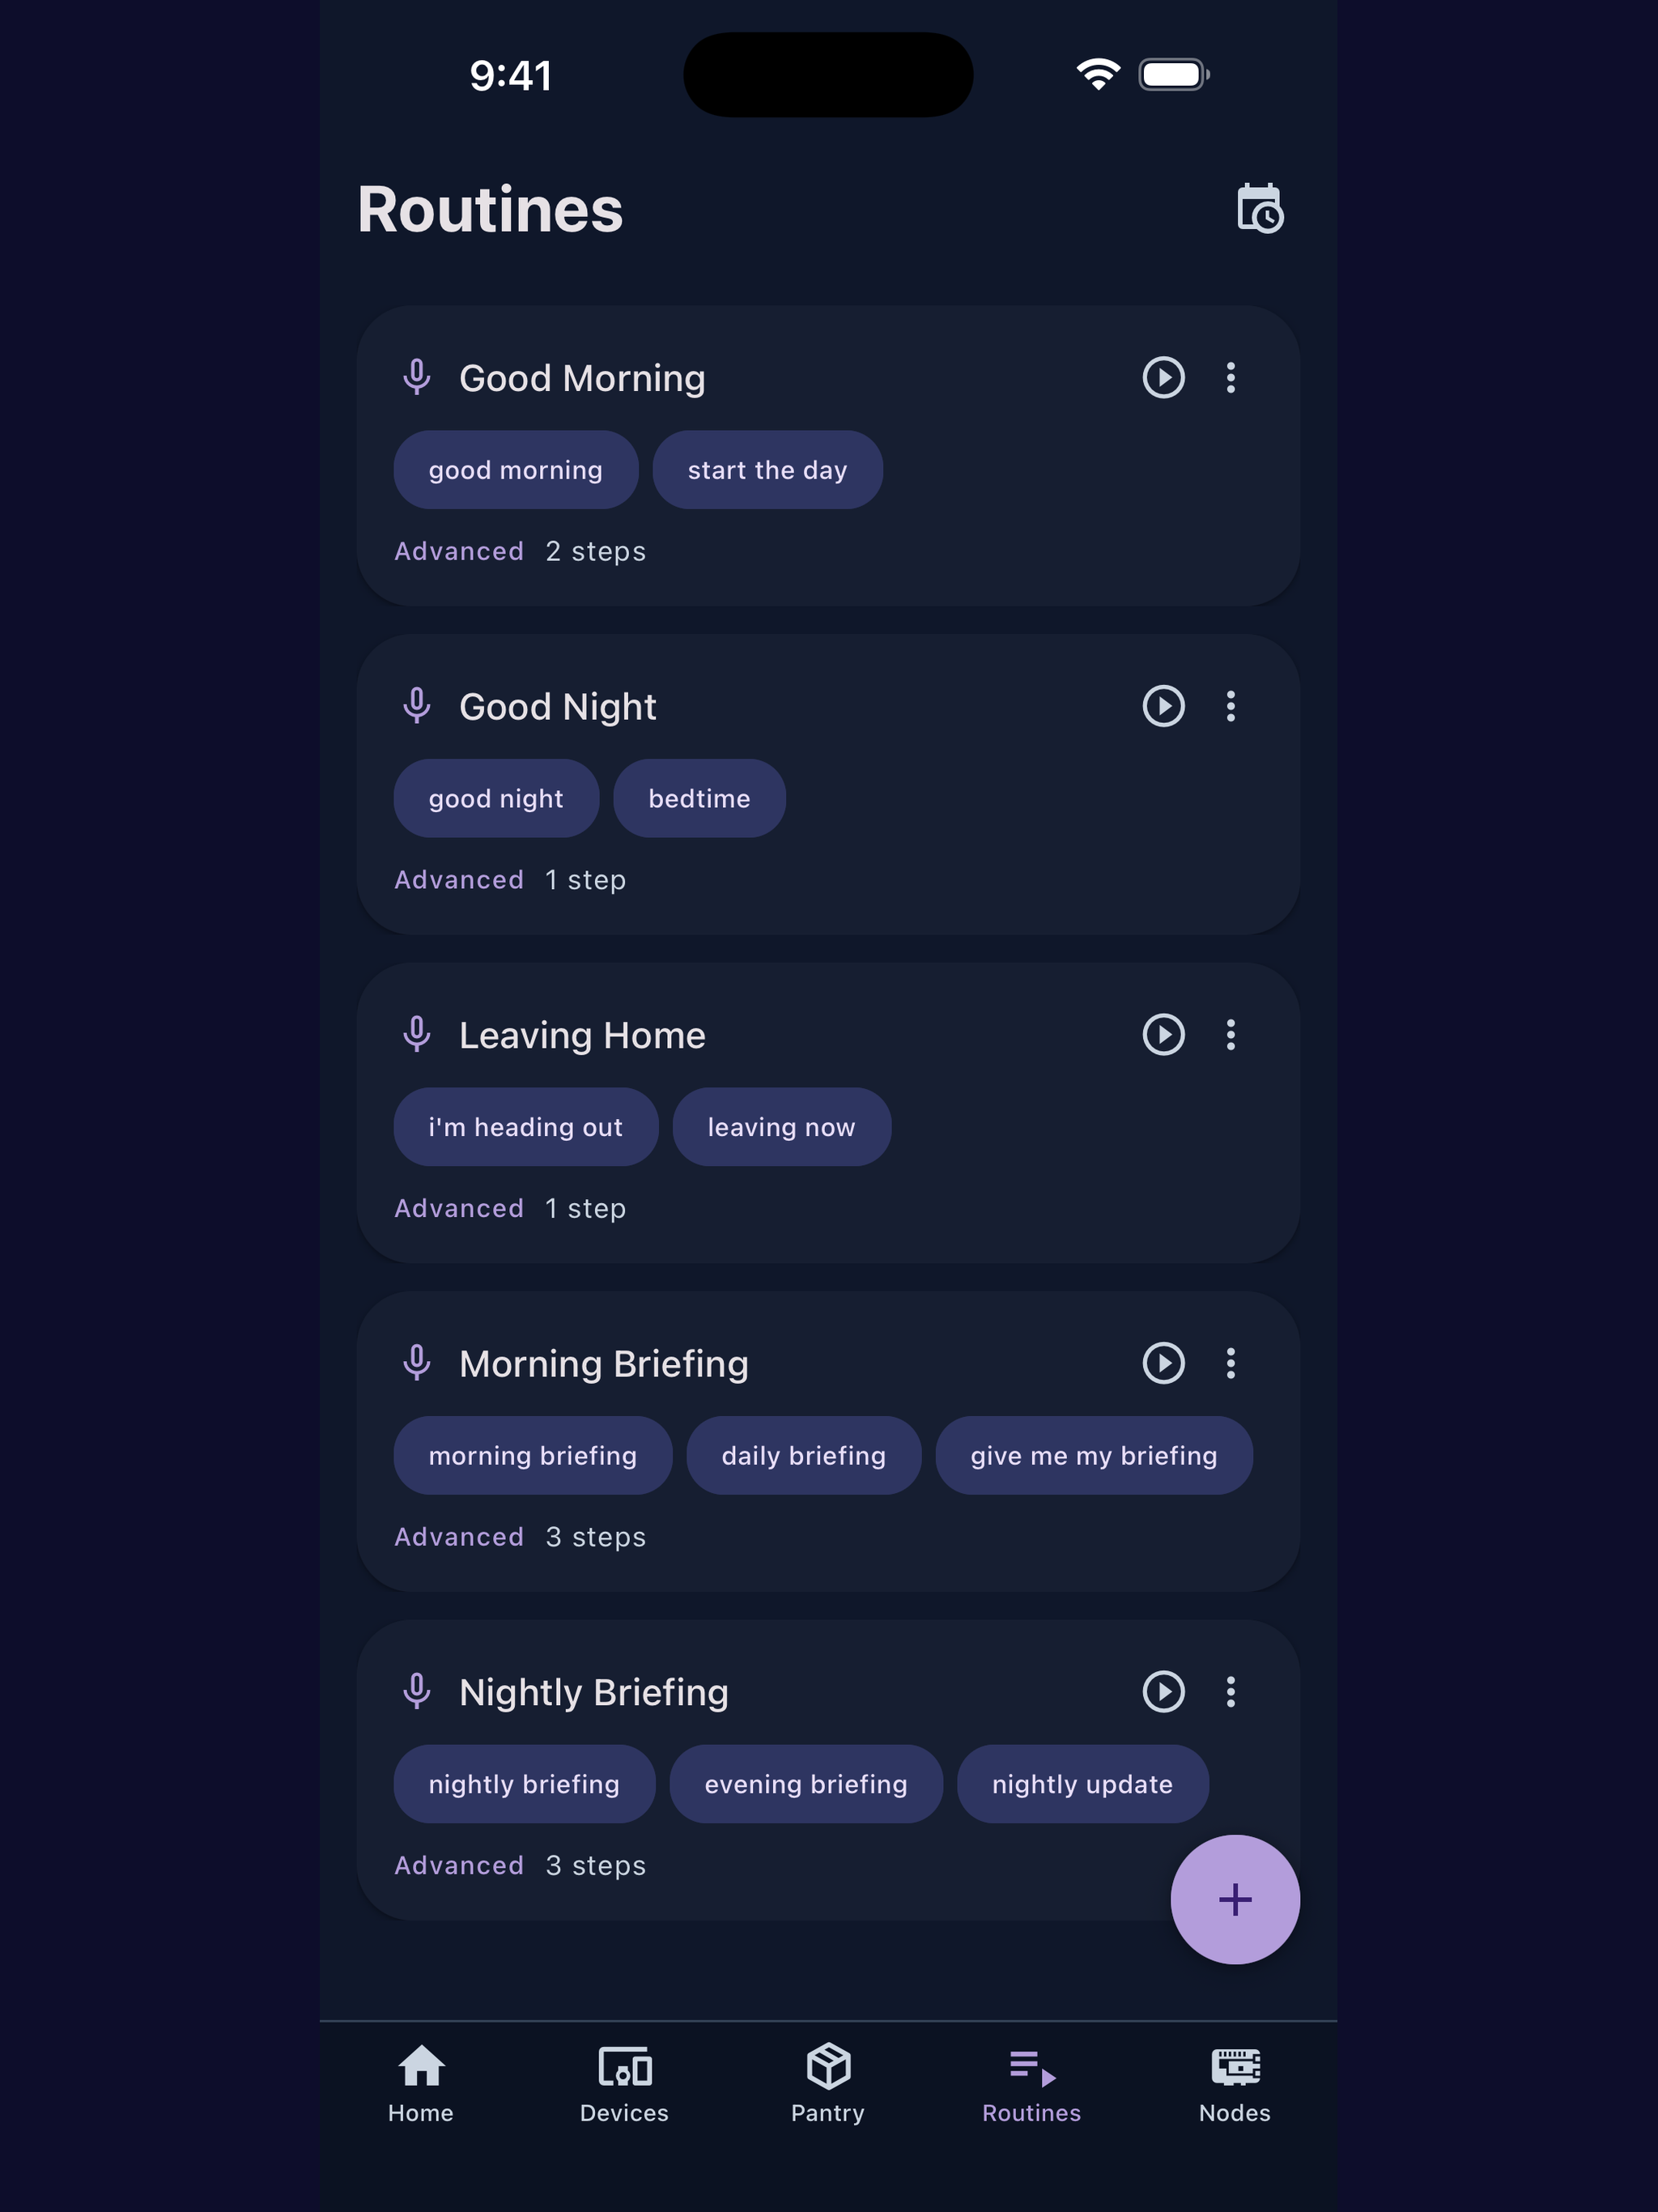 9:41
Routines
Good Morning
good morning start the day
Advanced 2 steps
Good Night
good night bedtime
Advanced 1 step
Leaving Home
i'm heading out leaving now
Advanced 1 step
Morning Briefing
morning briefing daily briefing give me my briefing
Advanced 3 steps
Nightly Briefing
nightly briefing evening briefing nightly update
Advanced 3 steps
Home Devices Pantry Routines Nodes